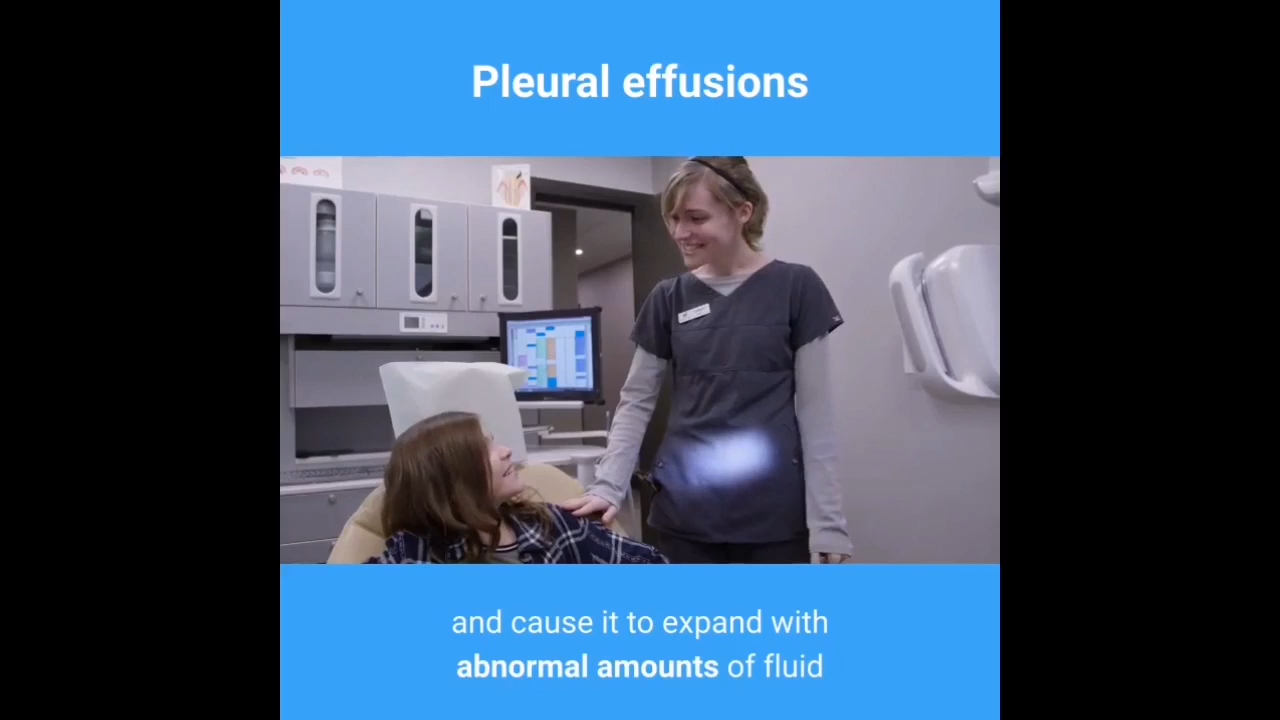 Pleural effusions
and cause it to expand with
abnormal amounts of fluid